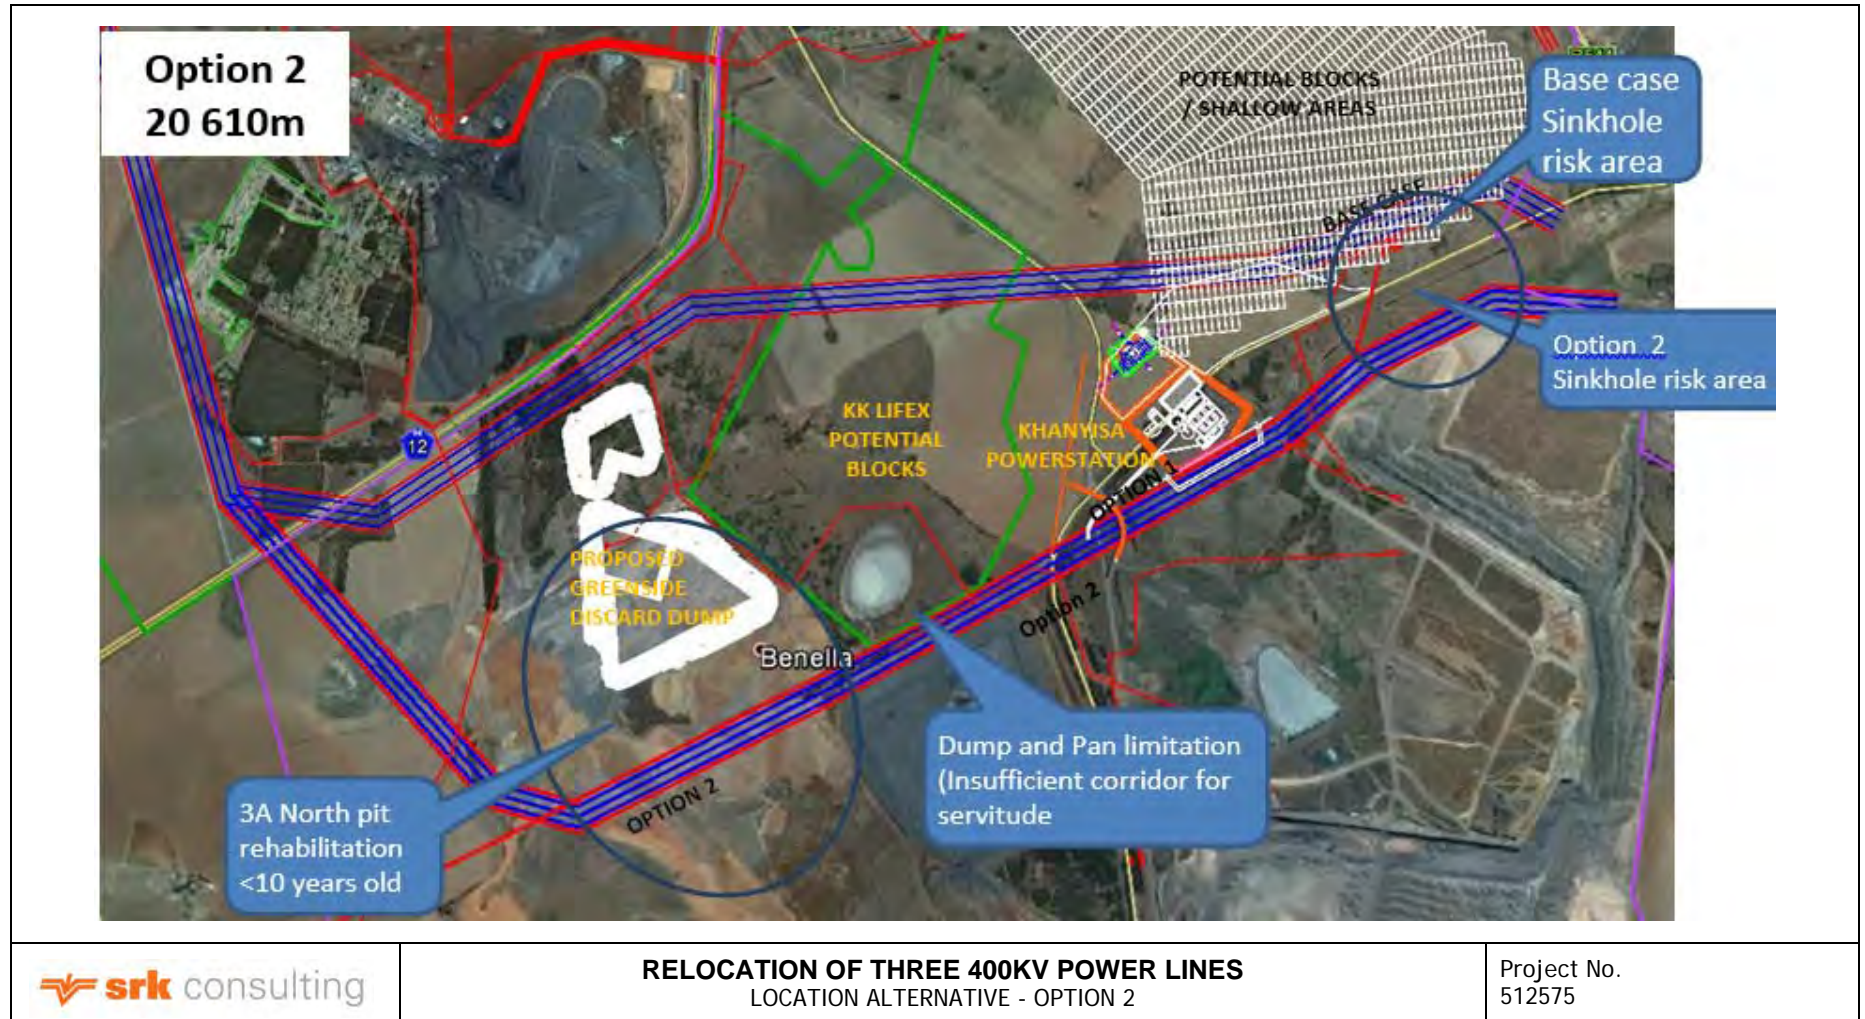 Option 2
20 610m
POTENTIAL BLOCKS
/ SHALLOW AREAS
Base case
Sinkhole
risk area
BASE CASE
Option 2
Sinkhole risk area
12
KK LIFEX
POTENTIAL
BLOCKS
KHANYISA
POWERSTATION
OPTION 1
PROPOSED
GREENSIDE
DISCARD DUMP
Option 2
Benella
Dump and Pan limitation
(Insufficient corridor for
servitude
OPTION 2
3A North pit
rehabilitation
<10 years old
srk consulting
RELOCATION OF THREE 400KV POWER LINES
LOCATION ALTERNATIVE - OPTION 2
Project No.
512575